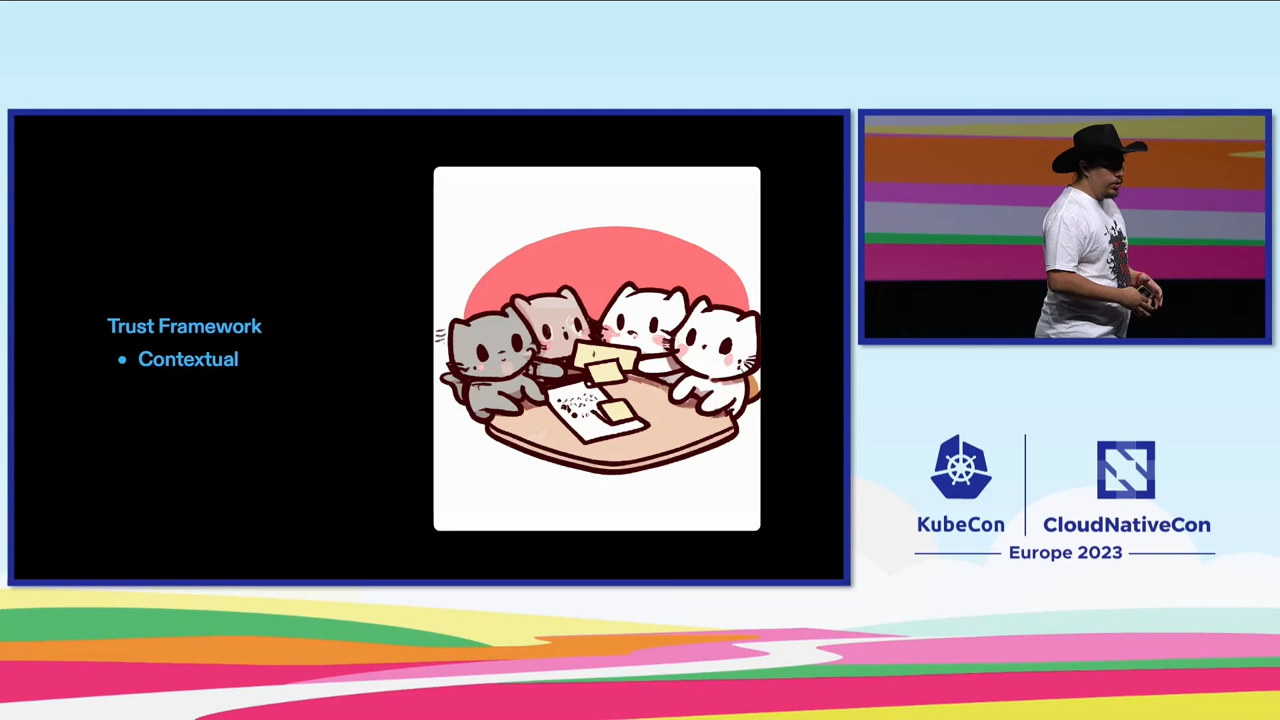 Trust Framework
• Contextual
KubeCon
CloudNativeCon
Europe 2023